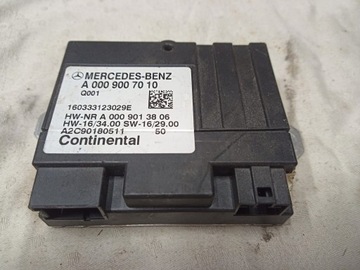 MERCEDES-BENZ
A 000 900 70 10
Q001
160333123029E
HW-NR A 000 901 38 06
HW-16/34.00 SW-16/29.00
A2C90180511 50
Continental